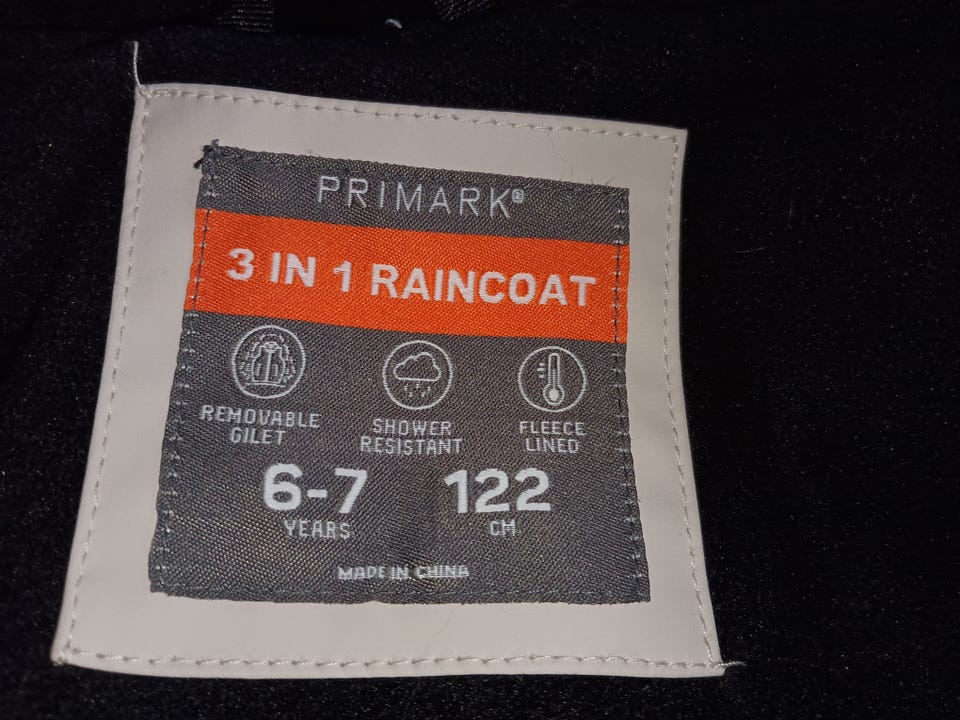 PRIMARK®
3 IN 1 RAINCOAT
REMOVABLE
GILET
SHOWER
RESISTANT
FLEECE
LINED
6-7
YEARS
122
CM
MADE IN CHINA